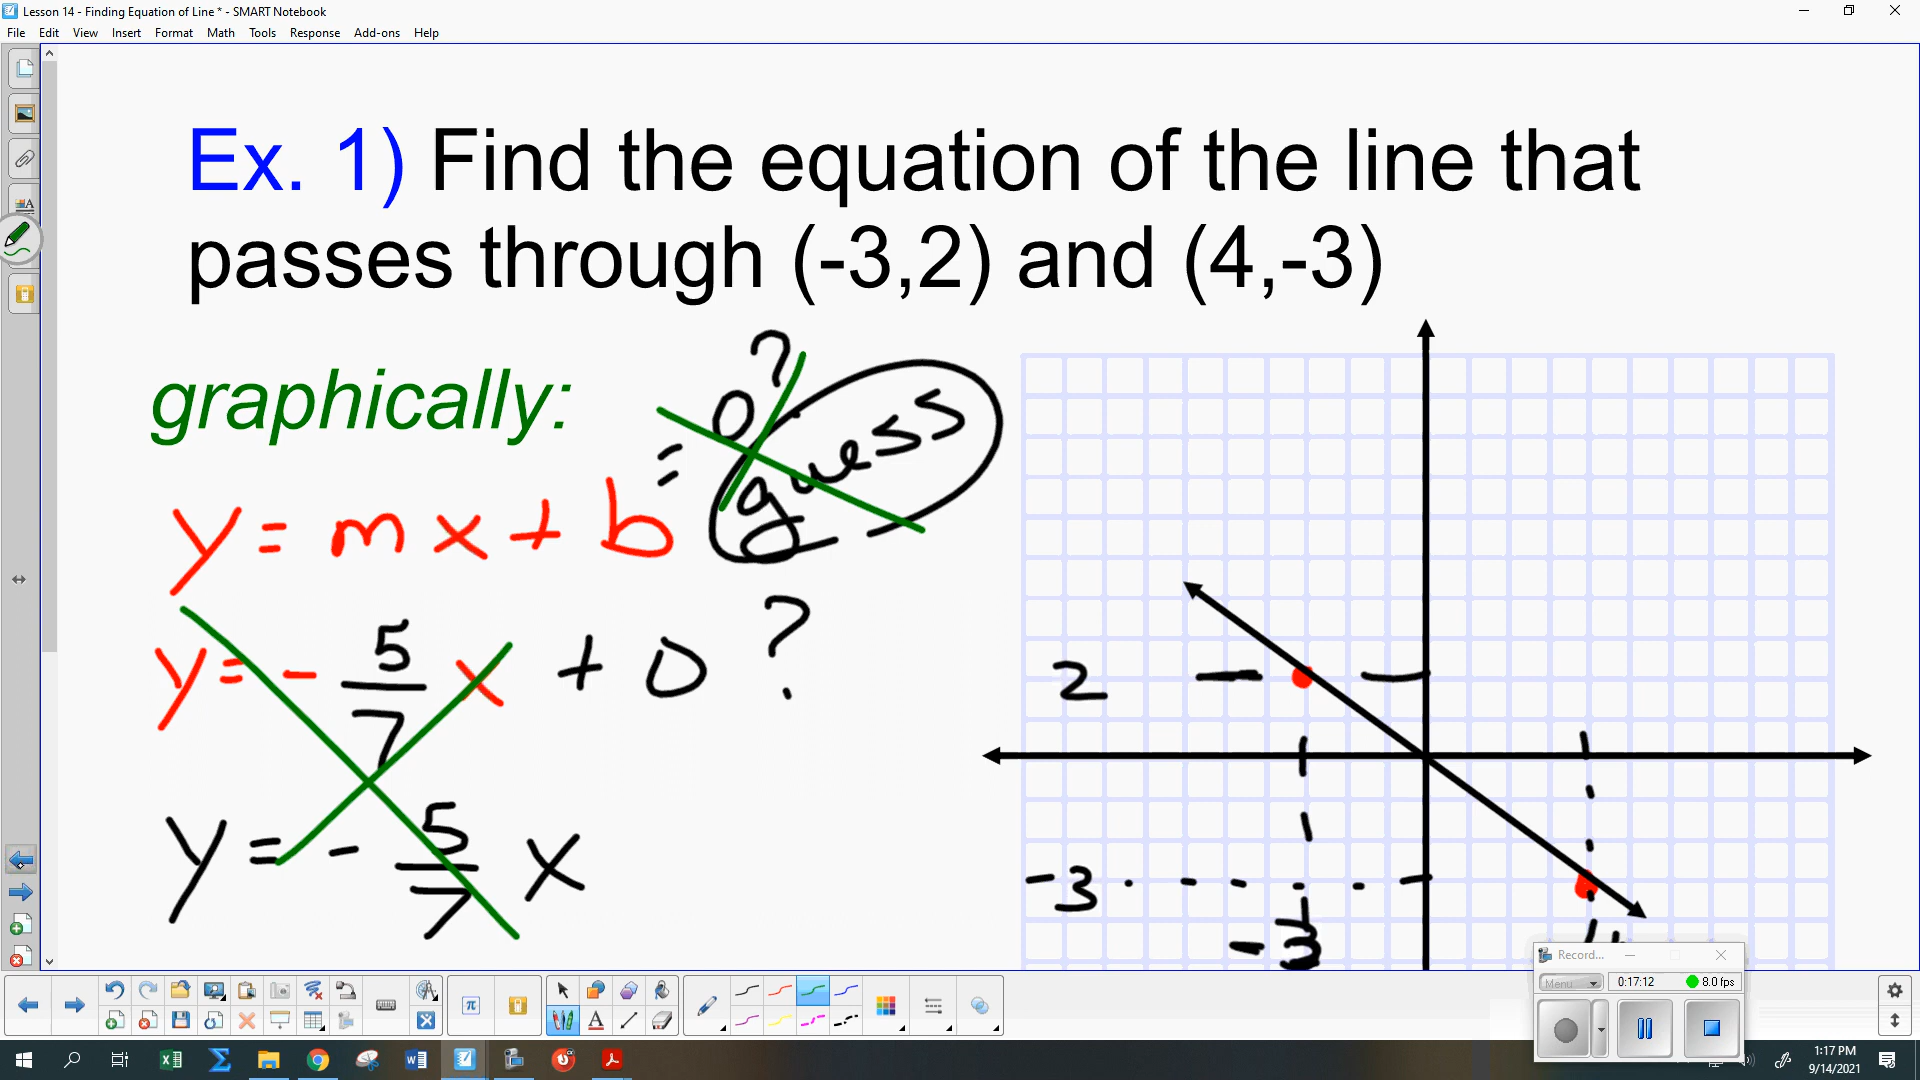 Lesson 14 - Finding Equation of Line * - SMART Notebook
File Edit View Insert Format Math Tools Response Add-ons Help
Ex. 1) Find the equation of the line that
passes through (-3,2) and (4,-3)
graphically:
= 0 ?
guess
y = mx + b
y = - 5/7 x + 0 ?
y = - 5/7 x
2
-3
-3
4
Record...
Menu 0:17:12 8.0 fps
1:17 PM
9/14/2021